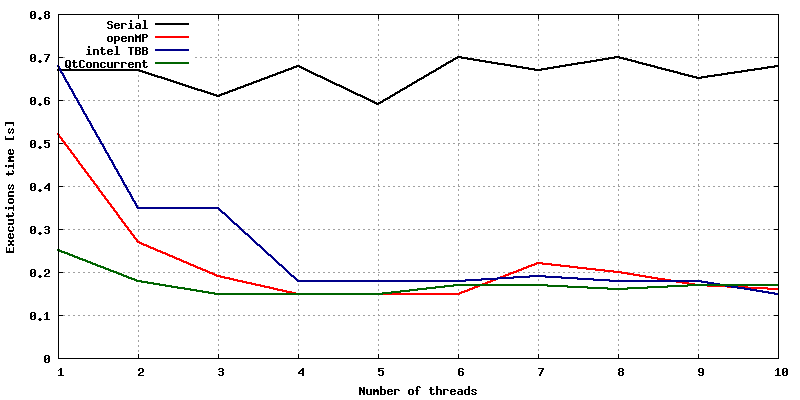 0.8
0.7
0.6
0.5
0.4
0.3
0.2
0.1
0
Executions time [s]
Serial
openMP
intel TBB
QtConcurrent
1 2 3 4 5 6 7 8 9 10
Number of threads